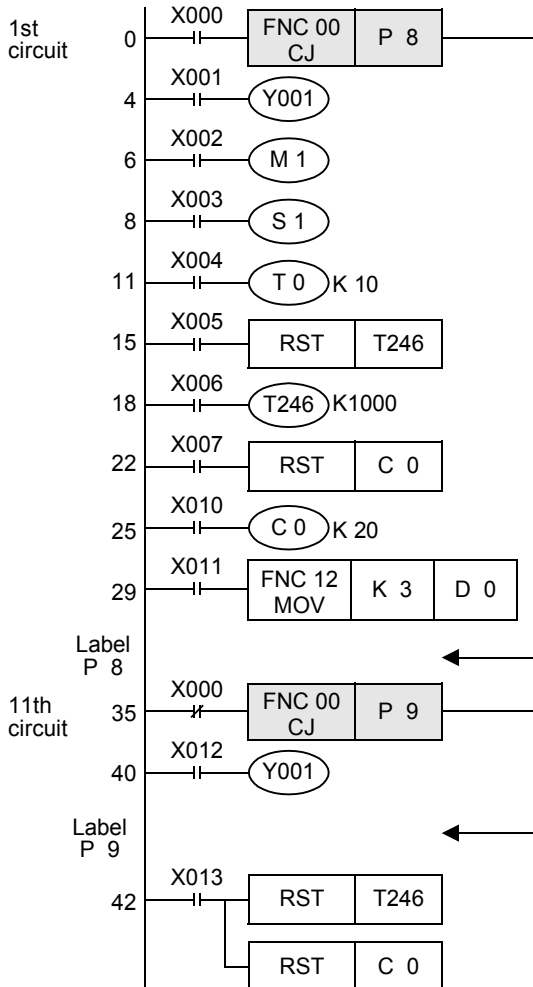 1st circuit
0 X000 FNC 00 CJ P 8
4 X001 Y001
6 X002 M 1
8 X003 S 1
11 X004 T 0 K 10
15 X005 RST T246
18 X006 T246 K1000
22 X007 RST C 0
25 X010 C 0 K 20
29 X011 FNC 12 MOV K 3 D 0
Label P 8
11th circuit
35 X000 FNC 00 CJ P 9
40 X012 Y001
Label P 9
42 X013 RST T246
RST C 0